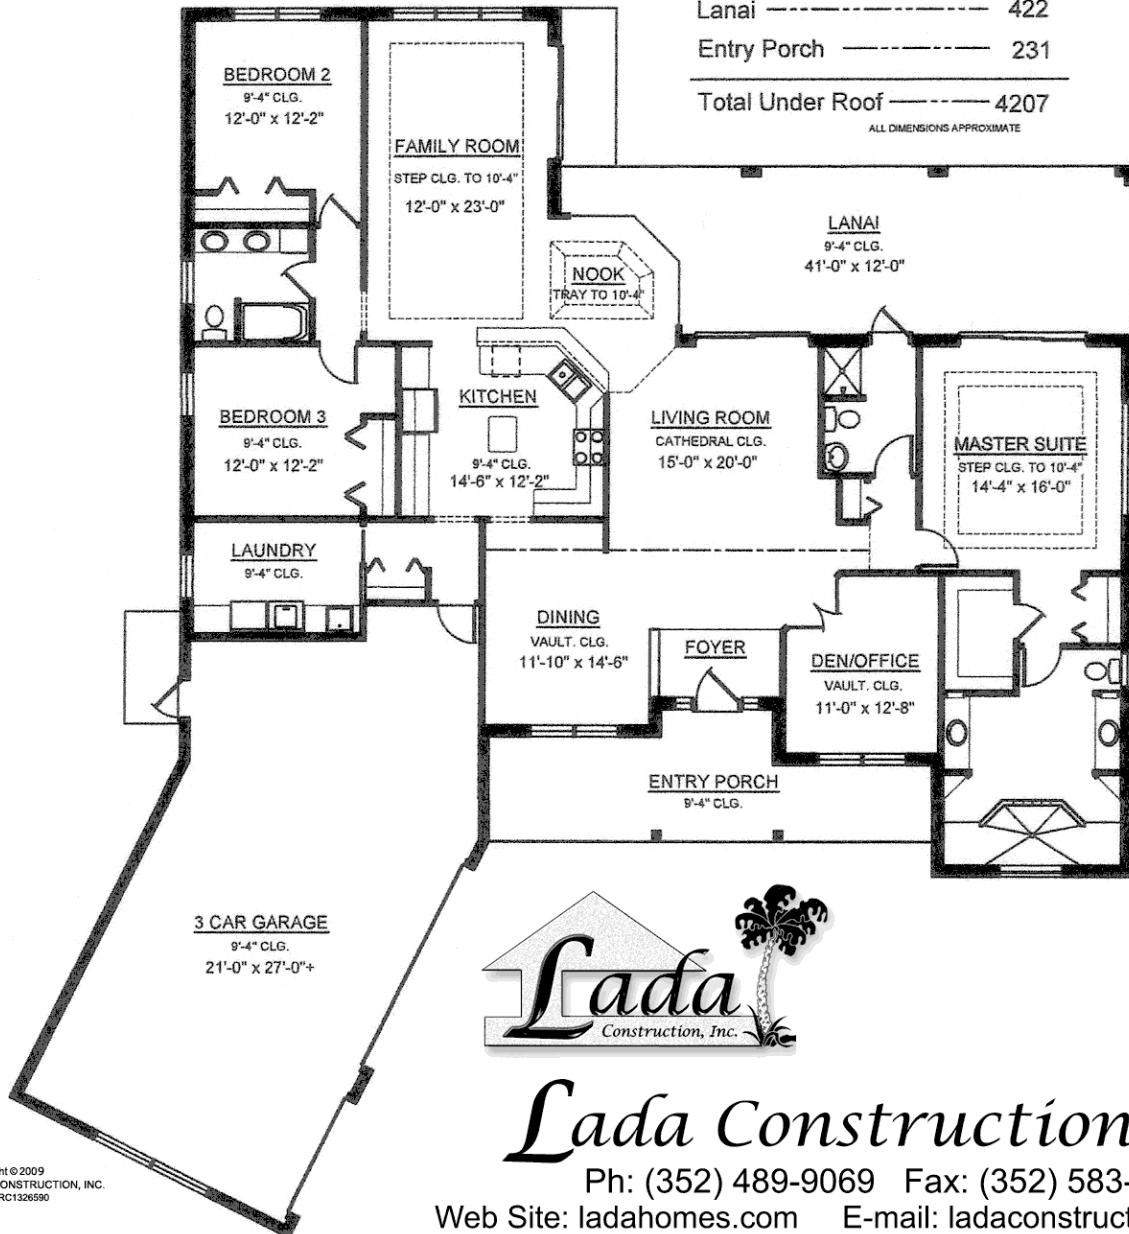 Lanai 422
Entry Porch 231
Total Under Roof 4207
ALL DIMENSIONS APPROXIMATE
BEDROOM 2
9'-4" CLG.
12'-0" x 12'-2"
FAMILY ROOM
STEP CLG. TO 10'-4"
12'-0" x 23'-0"
LANAI
9'-4" CLG.
41'-0" x 12'-0"
NOOK
TRAY TO 10'-4"
KITCHEN
9'-4" CLG.
14'-6" x 12'-2"
BEDROOM 3
9'-4" CLG.
12'-0" x 12'-2"
LIVING ROOM
CATHEDRAL CLG.
15'-0" x 20'-0"
MASTER SUITE
STEP CLG. TO 10'-4"
14'-4" x 16'-0"
LAUNDRY
9'-4" CLG.
DINING
VAULT. CLG.
11'-10" x 14'-6"
FOYER
DEN/OFFICE
VAULT. CLG.
11'-0" x 12'-8"
ENTRY PORCH
9'-4" CLG.
3 CAR GARAGE
9'-4" CLG.
21'-0" x 27'-0"+
Lada
Construction, Inc.
Lada Construction
Ph: (352) 489-9069 Fax: (352) 583-
Web Site: ladahomes.com E-mail: ladaconstruct
ht © 2009
ONSTRUCTION, INC.
RC1326590